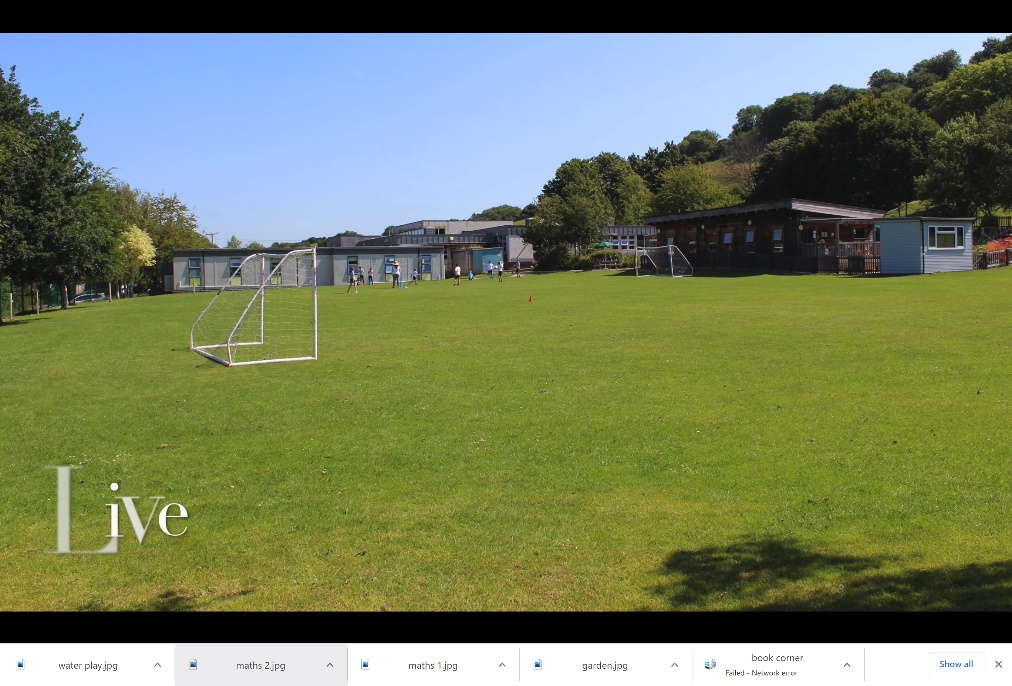 Live
water play.jpg
maths 2.jpg
maths 1.jpg
garden.jpg
book corner
Failed - Network error
Show all